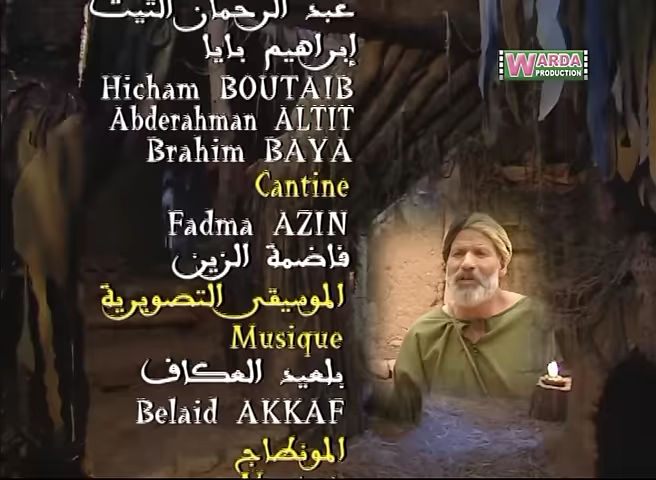 عبد الرحمان التيت
إبراهيم بايا
Hicham BOUTAIB
Abderahman ALTIT
Brahim BAYA
Cantine
Fadma AZIN
فاضمة الزين
الموسيقى التصويرية
Musique
بلعيد العكاف
Belaid AKKAF
المونطاج
WARDA
PRODUCTION